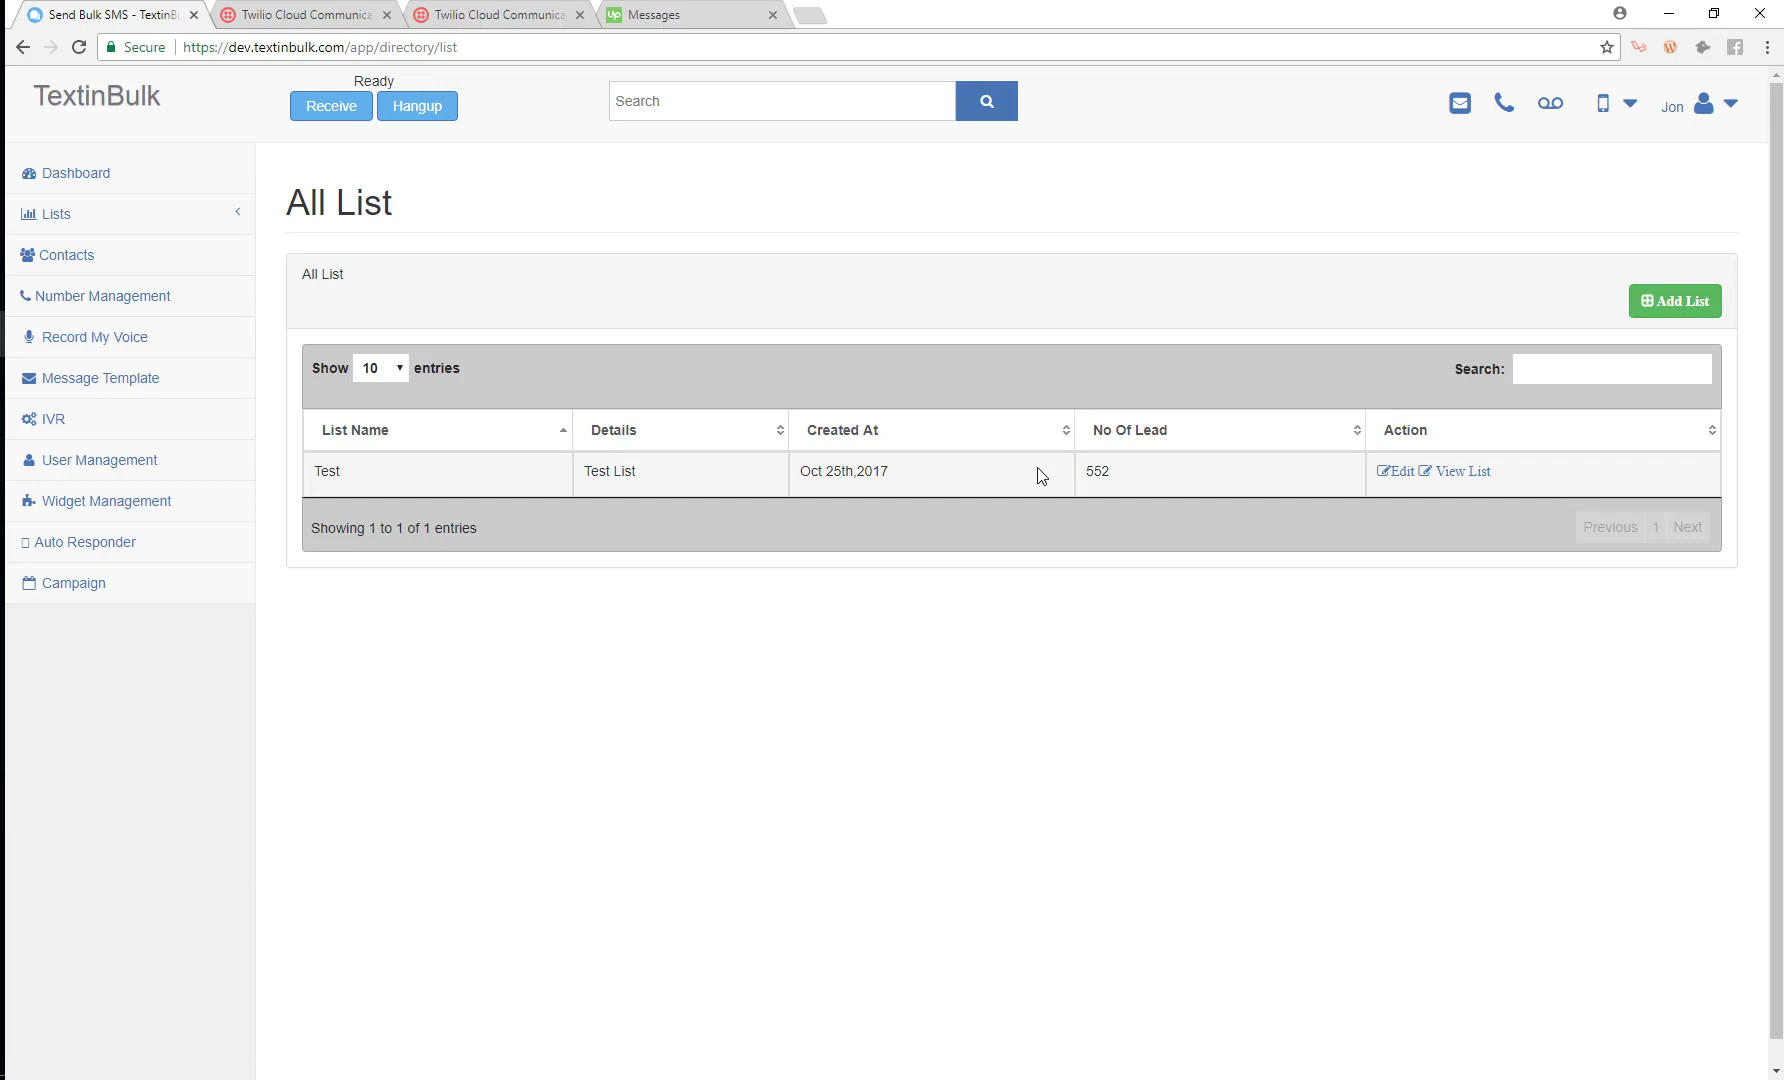 Send Bulk SMS - TextinB
Twilio Cloud Communica
Twilio Cloud Communica
Up Messages
Secure https://dev.textinbulk.com/app/directory/list
TextinBulk
Ready
Receive Hangup
Search
Jon
Dashboard
Lists
Contacts
Number Management
Record My Voice
Message Template
IVR
User Management
Widget Management
Auto Responder
Campaign
All List
All List
Add List
Show 10 entries
Search:
List Name Details Created At No Of Lead Action
Test Test List Oct 25th,2017 552 Edit View List
Showing 1 to 1 of 1 entries
Previous 1 Next